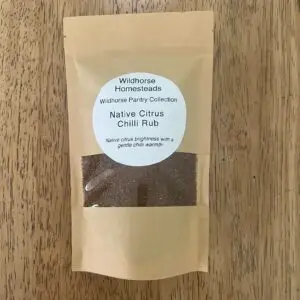 Wildhorse
Homesteads
Wildhorse Pantry Collection
Native Citrus
Chilli Rub
Native citrus brightness with a
gentle chilli warmth